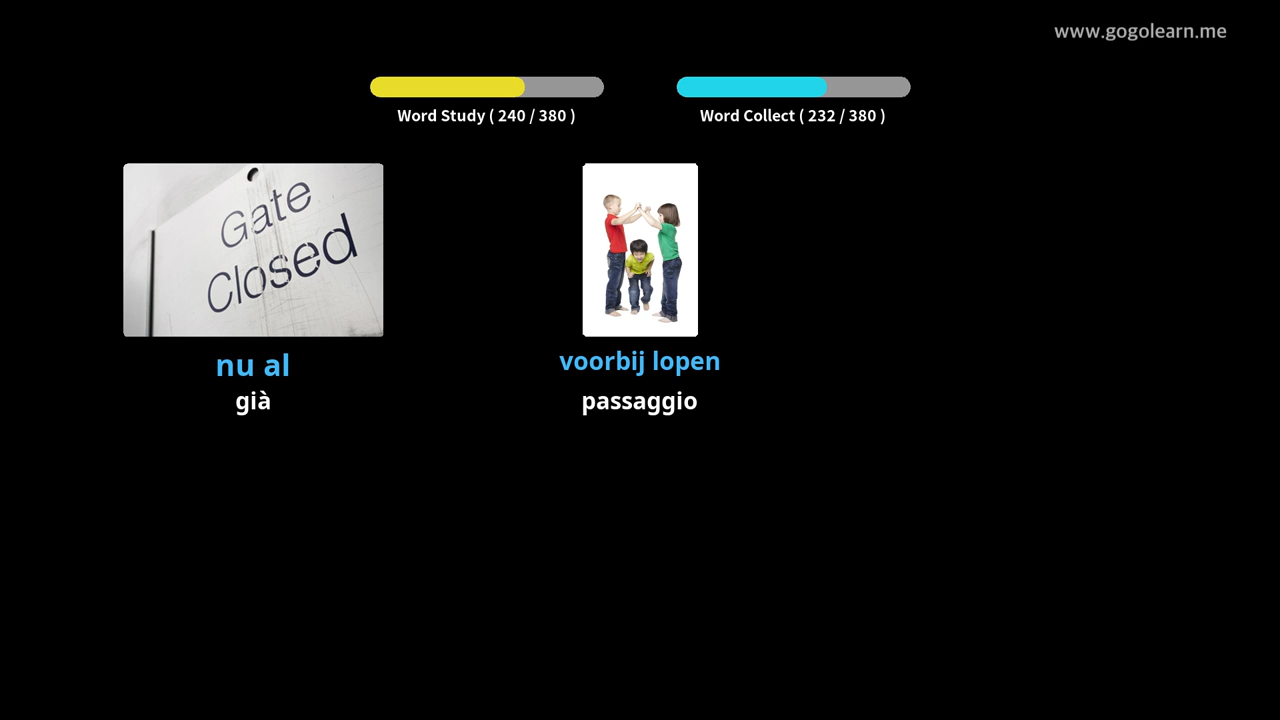 www.gogolearn.me
Word Study ( 240 / 380 )
Word Collect ( 232 / 380 )
Gate
Closed
nu al
già
voorbij lopen
passaggio